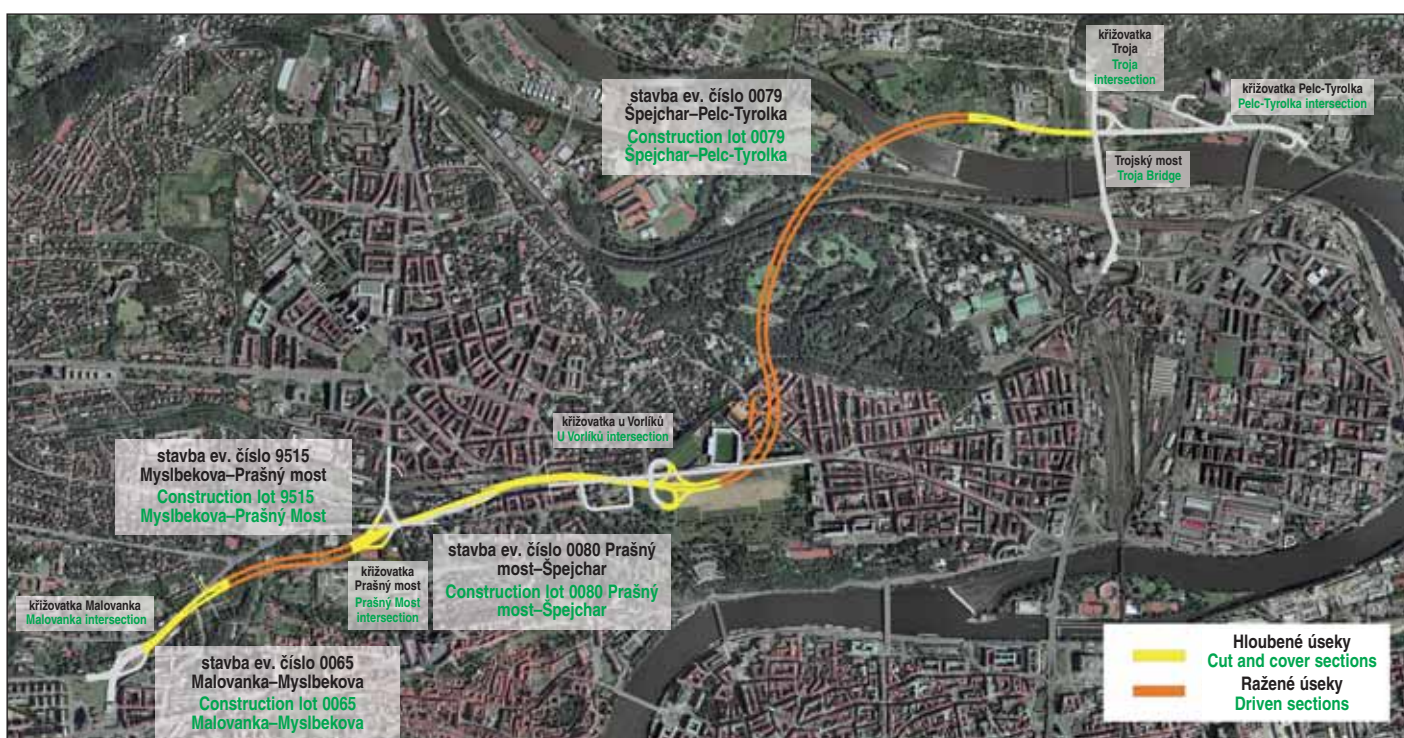 křižovatka
Troja
Troja
intersection
křižovatka Pelc-Tyrolka
Pelc-Tyrolka intersection
stavba ev. číslo 0079
Špejchar–Pelc-Tyrolka
Construction lot 0079
Špejchar–Pelc-Tyrolka
Trojský most
Troja Bridge
křižovatka u Vorlíků
U Vorlíků intersection
stavba ev. číslo 9515
Myslbekova–Prašný most
Construction lot 9515
Myslbekova–Prašný Most
stavba ev. číslo 0080 Prašný
most–Špejchar
Construction lot 0080 Prašný
most–Špejchar
křižovatka
Prašný most
Prašný Most
intersection
křižovatka Malovanka
Malovanka intersection
stavba ev. číslo 0065
Malovanka–Myslbekova
Construction lot 0065
Malovanka–Myslbekova
Hloubené úseky
Cut and cover sections
Ražené úseky
Driven sections